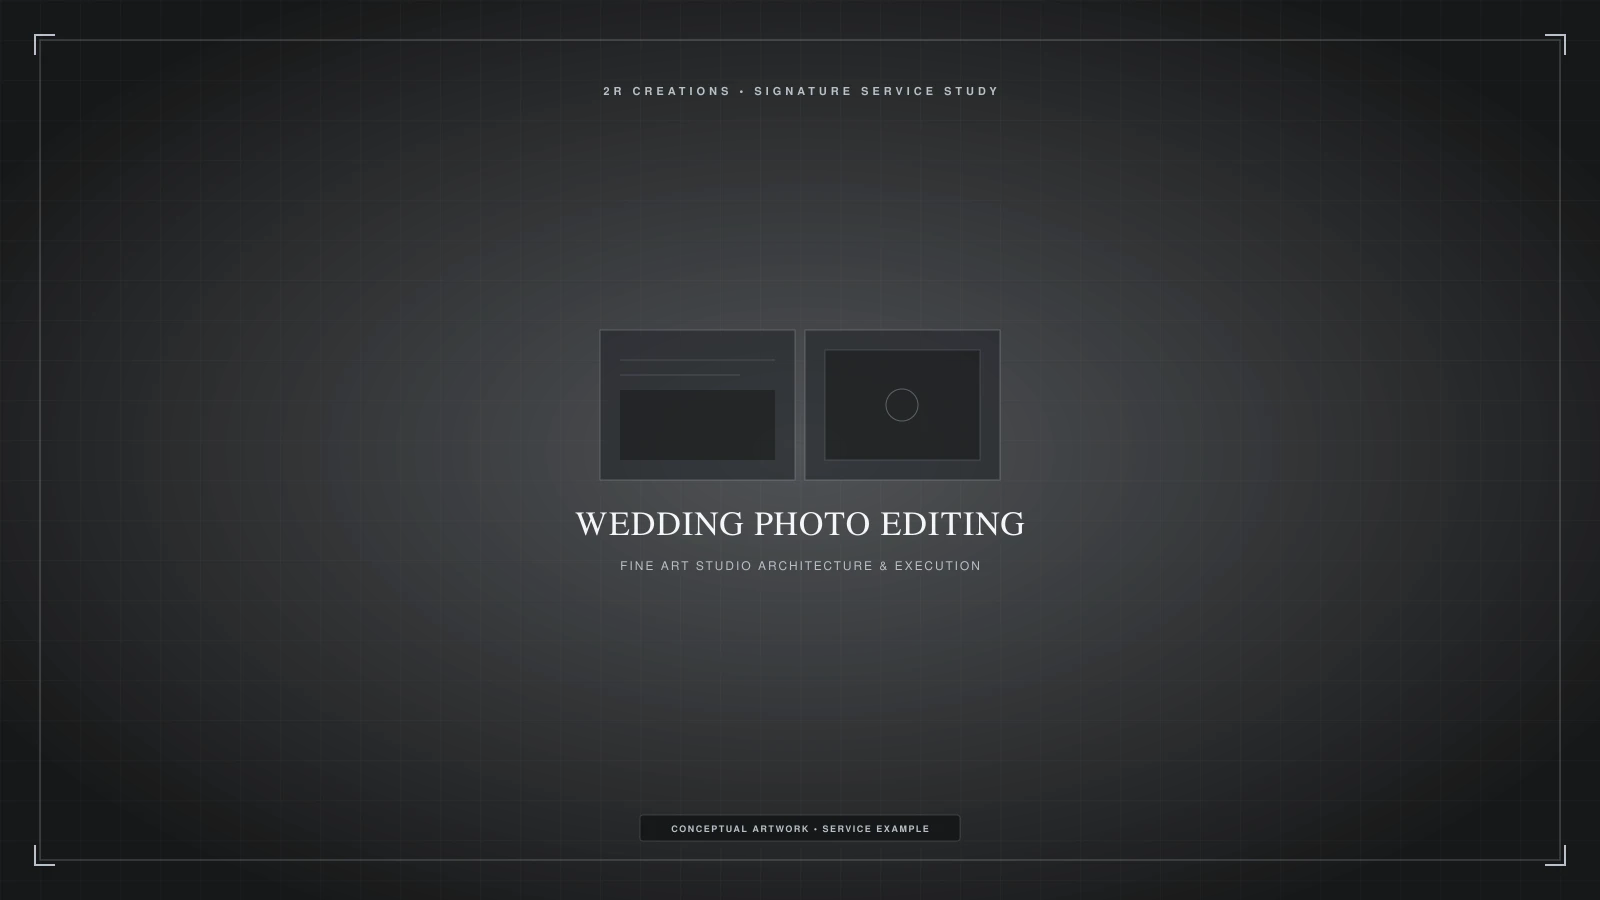 2R CREATIONS • SIGNATURE SERVICE STUDY
WEDDING PHOTO EDITING
FINE ART STUDIO ARCHITECTURE & EXECUTION
CONCEPTUAL ARTWORK • SERVICE EXAMPLE